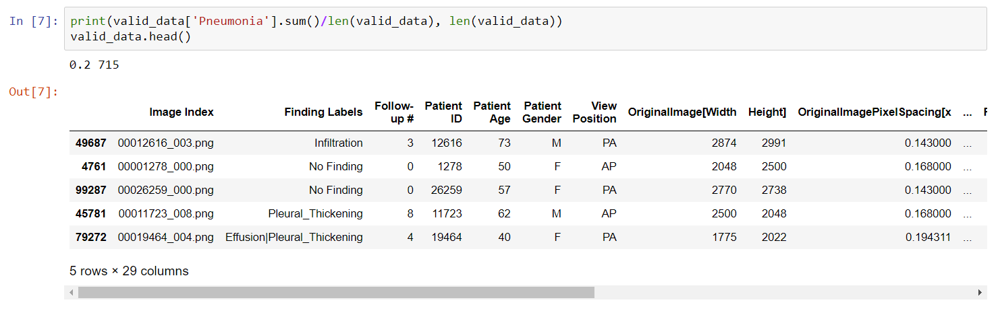 In [7]: print(valid_data['Pneumonia'].sum()/len(valid_data), len(valid_data))
valid_data.head()
0.2 715
Out[7]:
Image Index Finding Labels Follow-up # Patient ID Patient Age Patient Gender View Position OriginalImage[Width Height] OriginalImagePixelSpacing[x ... F
49687 00012616_003.png Infiltration 3 12616 73 M PA 2874 2991 0.143000 ...
4761 00001278_000.png No Finding 0 1278 50 F AP 2048 2500 0.168000 ...
99287 00026259_000.png No Finding 0 26259 57 F PA 2770 2738 0.143000 ...
45781 00011723_008.png Pleural_Thickening 8 11723 62 M AP 2500 2048 0.168000 ...
79272 00019464_004.png Effusion|Pleural_Thickening 4 19464 40 F PA 1775 2022 0.194311 ...
5 rows × 29 columns